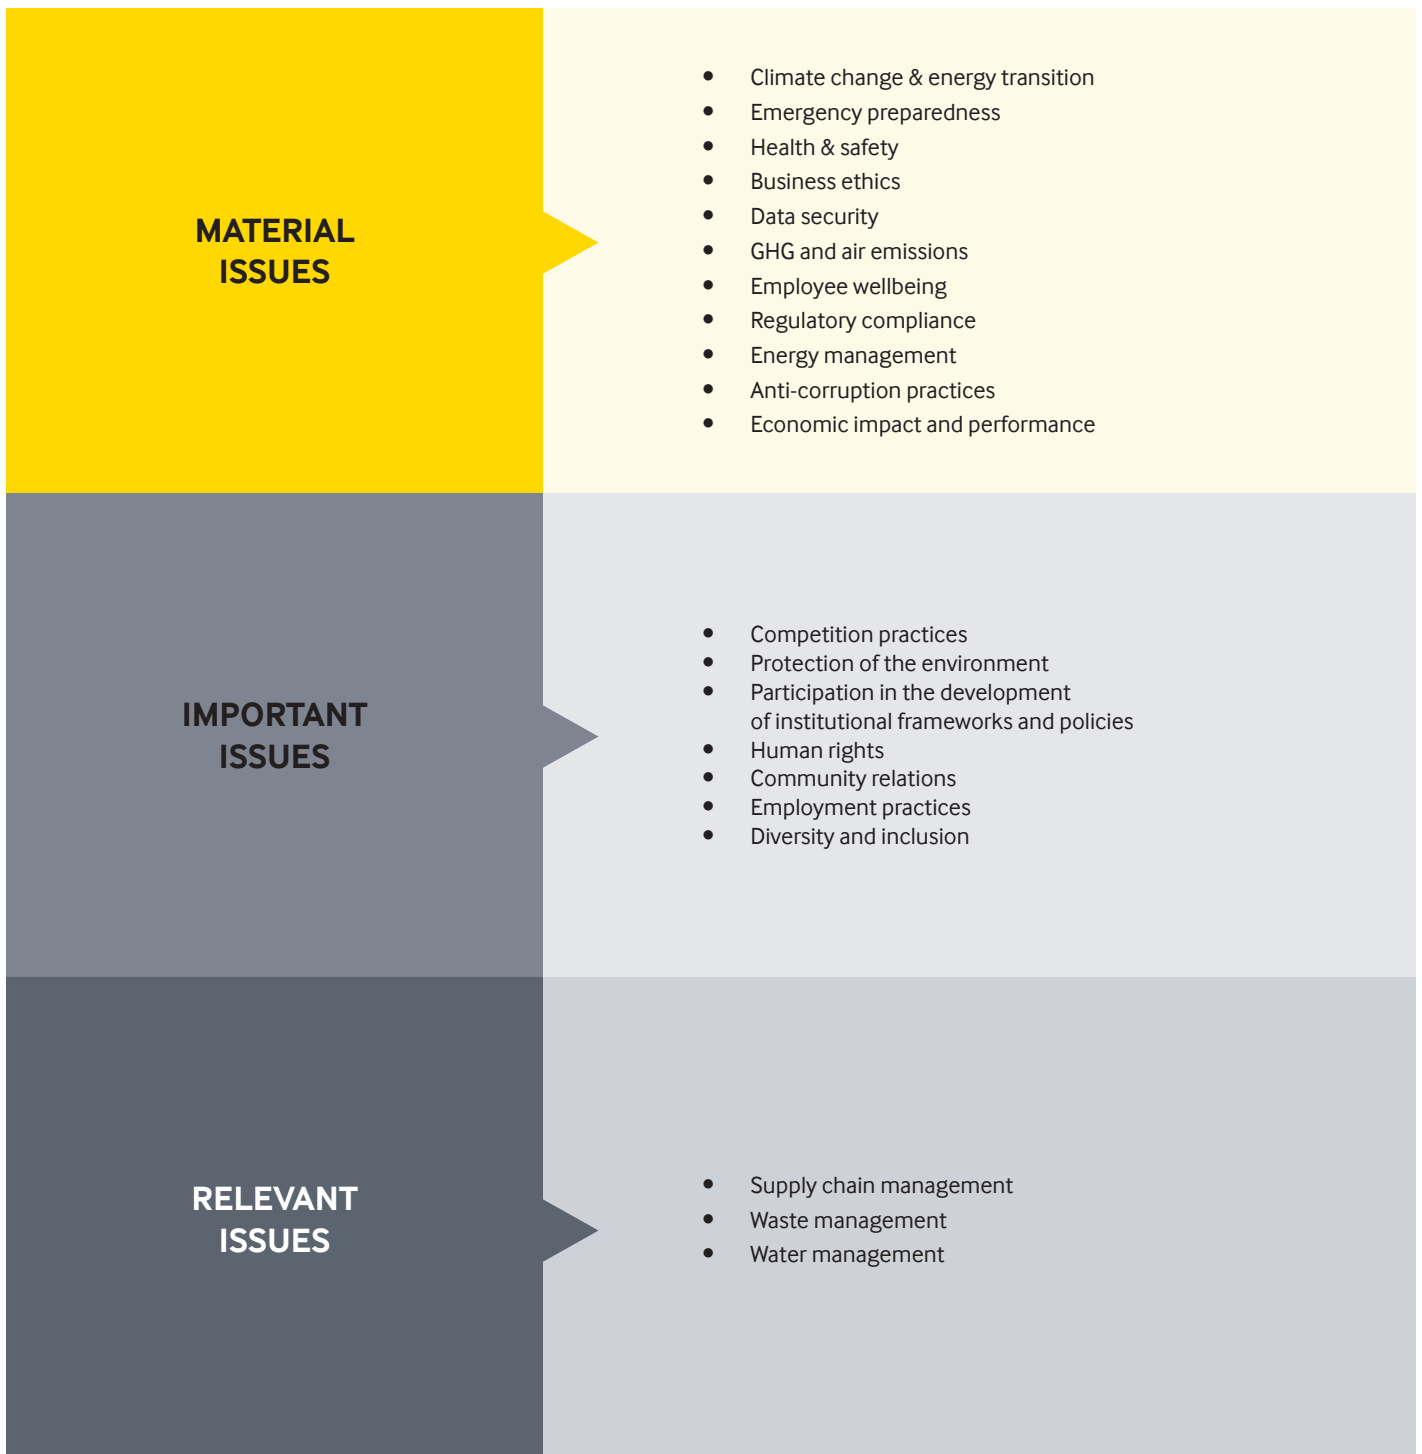 MATERIAL
ISSUES
• Climate change & energy transition
• Emergency preparedness
• Health & safety
• Business ethics
• Data security
• GHG and air emissions
• Employee wellbeing
• Regulatory compliance
• Energy management
• Anti-corruption practices
• Economic impact and performance
IMPORTANT
ISSUES
• Competition practices
• Protection of the environment
• Participation in the development
of institutional frameworks and policies
• Human rights
• Community relations
• Employment practices
• Diversity and inclusion
RELEVANT
ISSUES
• Supply chain management
• Waste management
• Water management